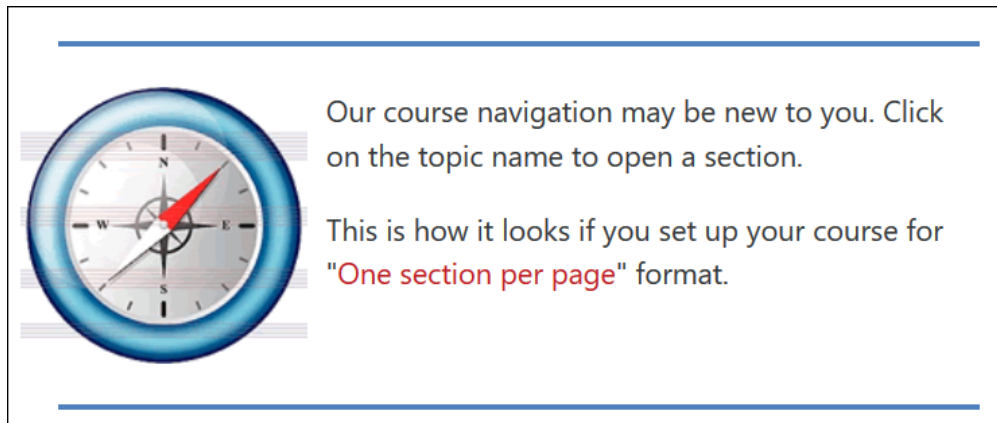 Our course navigation may be new to you. Click
on the topic name to open a section.
This is how it looks if you set up your course for
"One section per page" format.
N
W
E
S